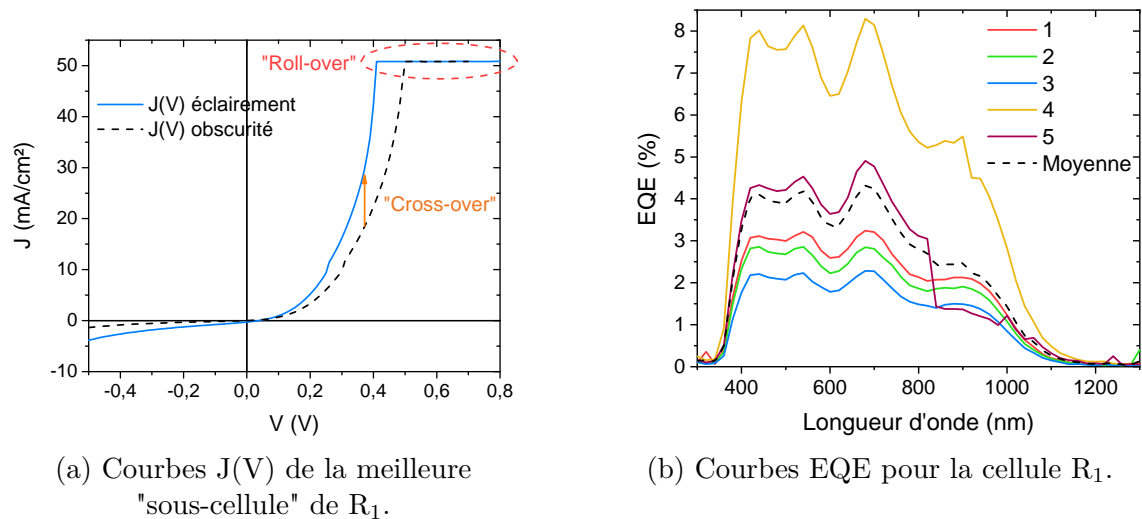 "Roll-over"
J(V) éclairement
J(V) obscurité
"Cross-over"
J (mA/cm²)
50
40
30
20
10
0
-10
-0,4
-0,2
0,0
0,2
0,4
0,6
0,8
V (V)
(a) Courbes J(V) de la meilleure
"sous-cellule" de R₁.
1
2
3
4
5
Moyenne
EQE (%)
8
7
6
5
4
3
2
1
0
400
600
800
1000
1200
Longueur d'onde (nm)
(b) Courbes EQE pour la cellule R₁.